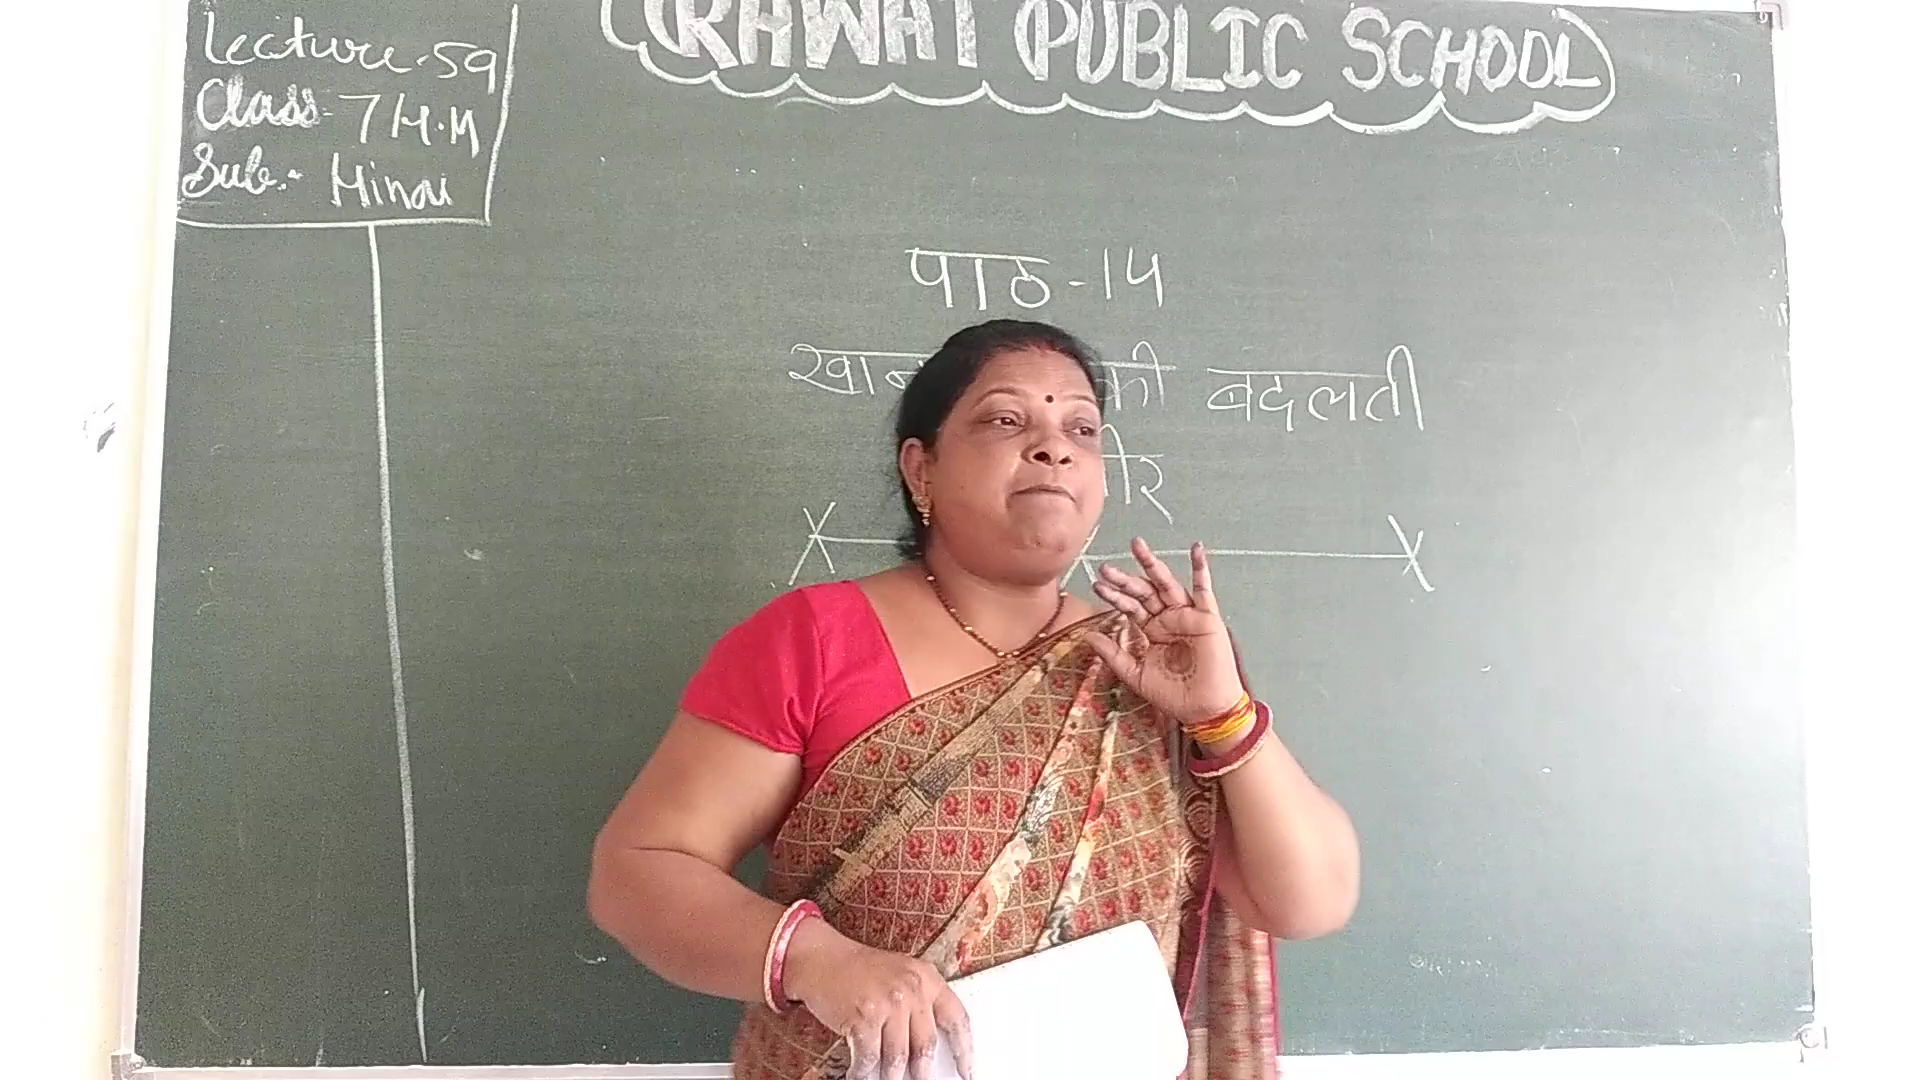 RAWAT PUBLIC SCHOOL
Lecture-59
Class- 7 H.M
Sub.- Hindi
पाठ-14
की बदलती